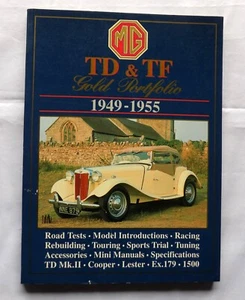 MG
TD & TF
Gold Portfolio
1949-1955
Road Tests • Model Introductions • Racing
Rebuilding • Touring • Sports Trial • Tuning
Accessories • Mini Manuals • Specifications
TD Mk.II • Cooper • Lester • Ex.179 • 1500